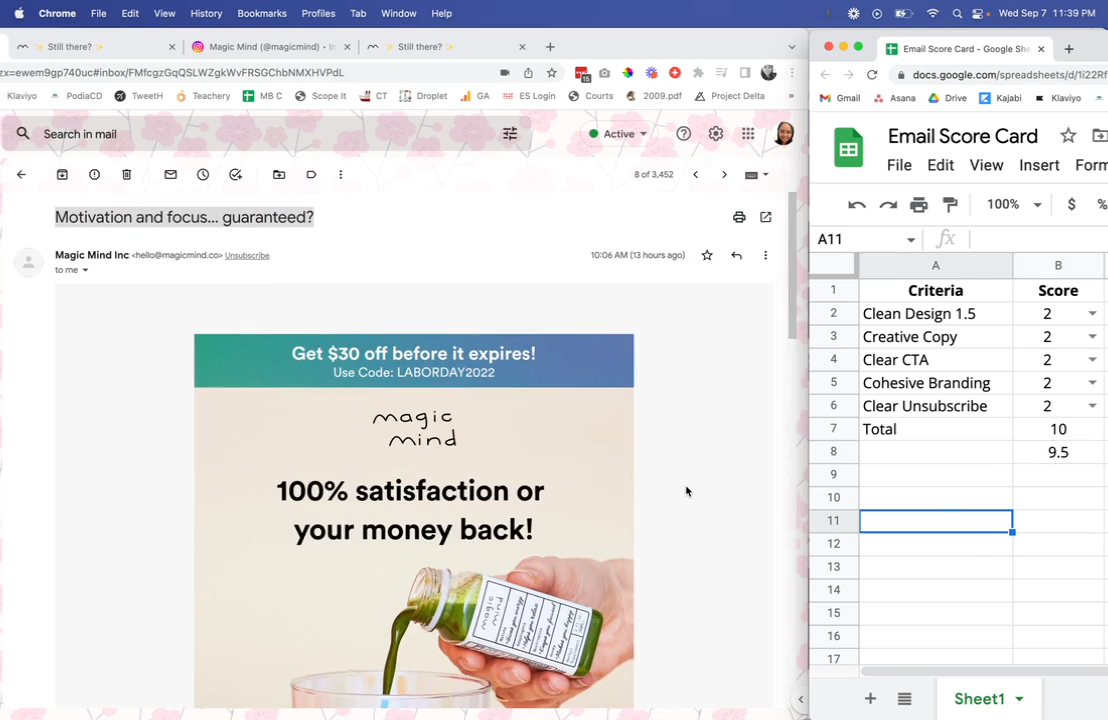 Chrome File Edit View History Bookmarks Profiles Tab Window Help
Wed Sep 7 11:39 PM
Still there?
Magic Mind (@magicmind) • In
Still there?
zx=ewem9gp740uc#inbox/FMfcgzGqQSLWZgkWvFRSGChbNMXHVPdL
15
Klaviyo PodiaCD TweetH Teachery MB C Scope It CT Droplet GA ES Login Courts 2009.pdf Project Delta
Search in mail
Active
8 of 3,452
Motivation and focus... guaranteed?
Magic Mind Inc <hello@magicmind.co> Unsubscribe
10:06 AM (13 hours ago)
to me
Get $30 off before it expires!
Use Code: LABORDAY2022
magic
mind
100% satisfaction or
your money back!
magic
mind
Email Score Card - Google She
docs.google.com/spreadsheets/d/1i22Rf
Gmail Asana Drive Kajabi Klaviyo
Email Score Card
File Edit View Insert Form
100% $ %
A11 fx
A B
1 Criteria Score
2 Clean Design 1.5 2
3 Creative Copy 2
4 Clear CTA 2
5 Cohesive Branding 2
6 Clear Unsubscribe 2
7 Total 10
8 9.5
9
10
11
12
13
14
15
16
17
Sheet1